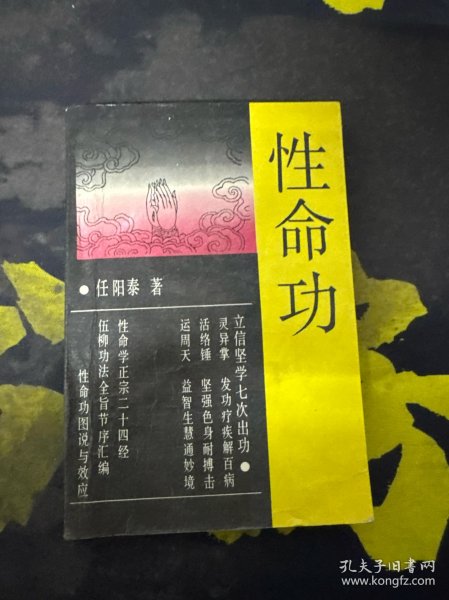 性命功
●任阳泰 著
立信坚学七次出功●
灵异掌 发功疗疾解百病
活络锤 坚强色身耐搏击
运周天 益智生慧通妙境
性命学正宗二十四经
伍柳功法全旨节序汇编
性命功图说与效应
孔夫子旧书网
www.kongfz.com